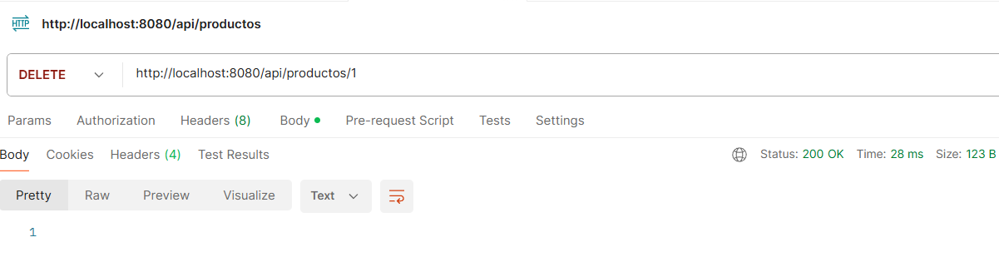 HTTP http://localhost:8080/api/productos
DELETE http://localhost:8080/api/productos/1
Params Authorization Headers (8) Body Pre-request Script Tests Settings
Body Cookies Headers (4) Test Results Status: 200 OK Time: 28 ms Size: 123 B
Pretty Raw Preview Visualize Text
1